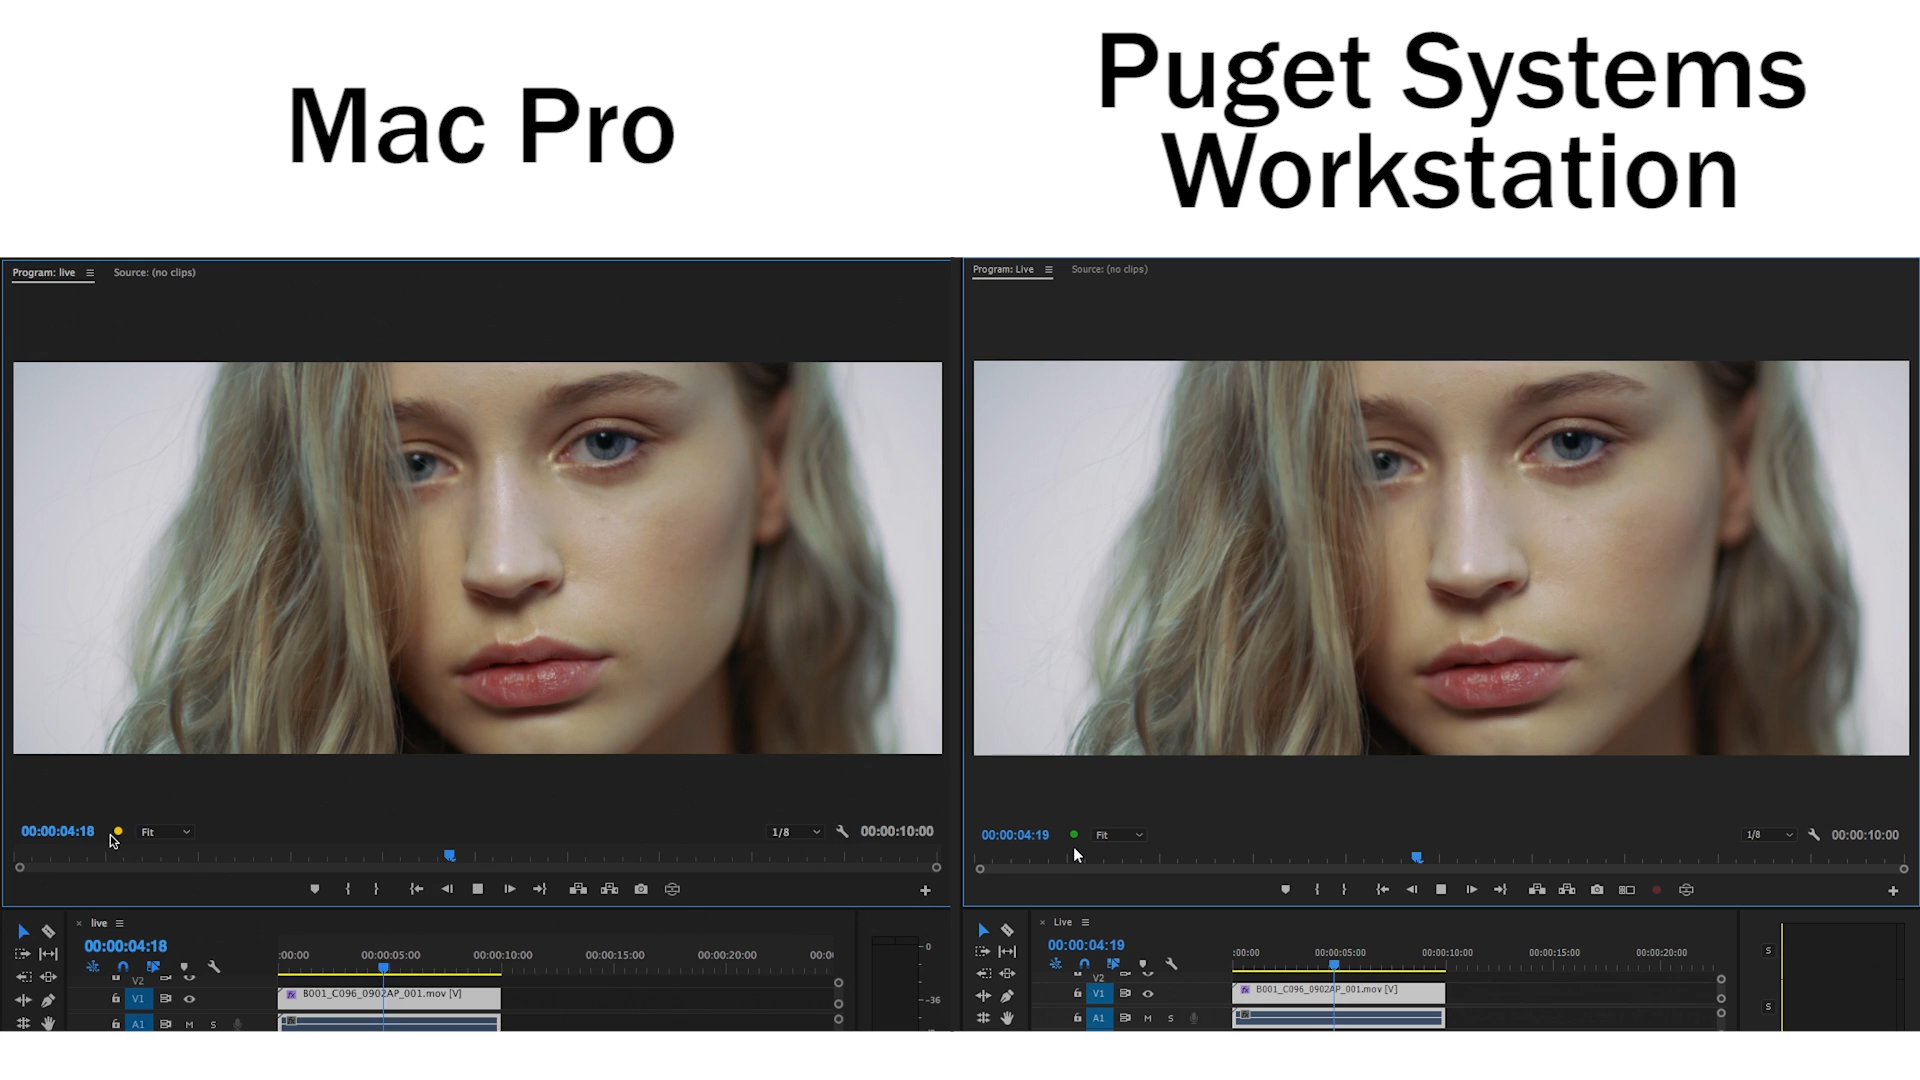 Mac Pro
Puget Systems
Workstation
Program: live
Source: (no clips)
Program: Live
Source: (no clips)
00:00:04:18
Fit
1/8
00:00:10:00
00:00:04:19
Fit
1/8
00:00:10:00
live
00:00:04:18
:00:00
00:00:05:00
00:00:10:00
00:00:15:00
00:00:20:00
00:0
V2
V1
B001_C096_0902AP_001.mov [V]
A1
M
S
0
-36
Live
00:00:04:19
:00:00
00:00:05:00
00:00:10:00
00:00:15:00
00:00:20:00
V2
V1
B001_C096_0902AP_001.mov [V]
A1
M
S
S
S